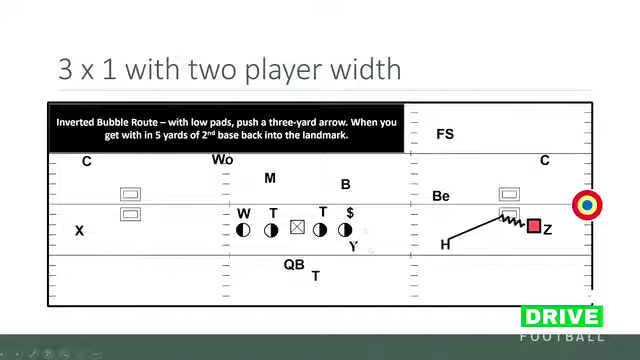 3 x 1 with two player width
Inverted Bubble Route – with low pads, push a three-yard arrow. When you
get with in 5 yards of 2nd base back into the landmark.
FS
C
Wo
C
M
B
Be
W
T
T
$
X
Z
Y
H
QB
T
DRIVE
FOOTBALL